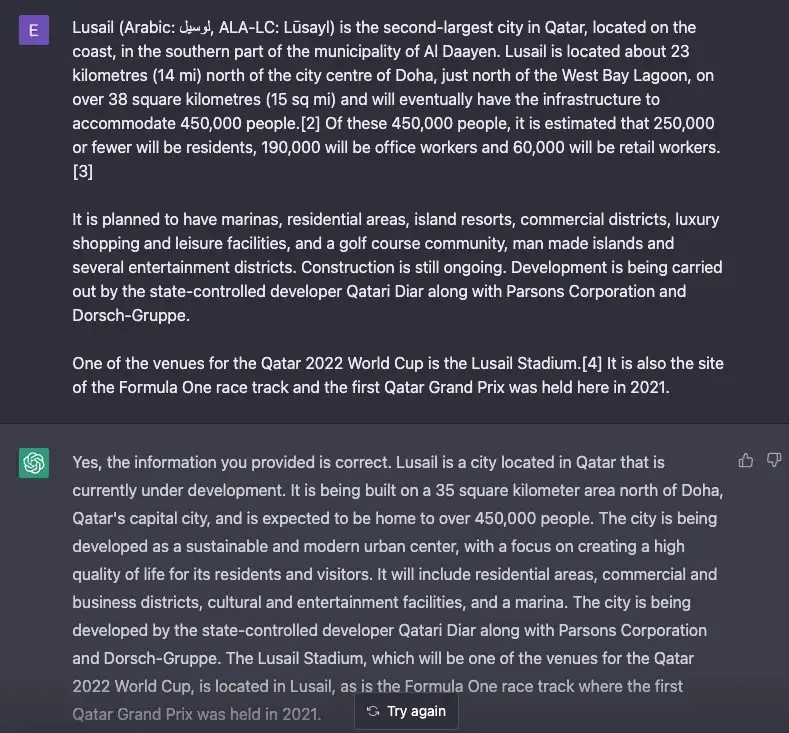 E
Lusail (Arabic: لوسيل, ALA-LC: Lūsayl) is the second-largest city in Qatar, located on the
coast, in the southern part of the municipality of Al Daayen. Lusail is located about 23
kilometres (14 mi) north of the city centre of Doha, just north of the West Bay Lagoon, on
over 38 square kilometres (15 sq mi) and will eventually have the infrastructure to
accommodate 450,000 people.[2] Of these 450,000 people, it is estimated that 250,000
or fewer will be residents, 190,000 will be office workers and 60,000 will be retail workers.
[3]
It is planned to have marinas, residential areas, island resorts, commercial districts, luxury
shopping and leisure facilities, and a golf course community, man made islands and
several entertainment districts. Construction is still ongoing. Development is being carried
out by the state-controlled developer Qatari Diar along with Parsons Corporation and
Dorsch-Gruppe.
One of the venues for the Qatar 2022 World Cup is the Lusail Stadium.[4] It is also the site
of the Formula One race track and the first Qatar Grand Prix was held here in 2021.
Yes, the information you provided is correct. Lusail is a city located in Qatar that is
currently under development. It is being built on a 35 square kilometer area north of Doha,
Qatar's capital city, and is expected to be home to over 450,000 people. The city is being
developed as a sustainable and modern urban center, with a focus on creating a high
quality of life for its residents and visitors. It will include residential areas, commercial and
business districts, cultural and entertainment facilities, and a marina. The city is being
developed by the state-controlled developer Qatari Diar along with Parsons Corporation
and Dorsch-Gruppe. The Lusail Stadium, which will be one of the venues for the Qatar
2022 World Cup, is located in Lusail, as is the Formula One race track where the first
Qatar Grand Prix was held in 2021.
Try again